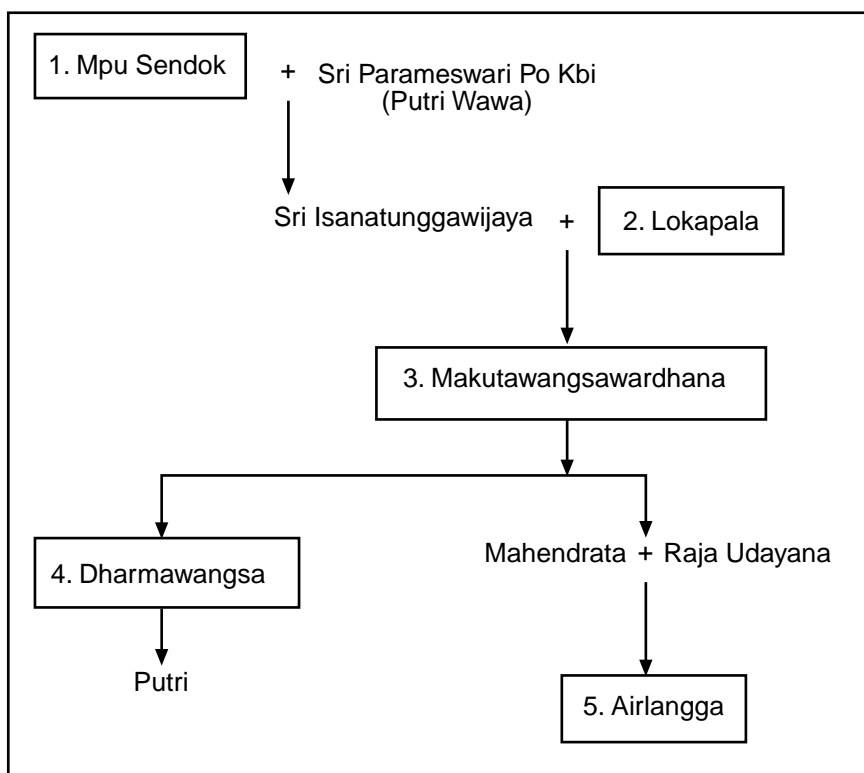 1. Mpu Sendok + Sri Parameswari Po Kbi
(Putri Wawa)
Sri Isanatunggawijaya + 2. Lokapala
3. Makutawangsawardhana
4. Dharmawangsa
Mahendrata + Raja Udayana
Putri
5. Airlangga